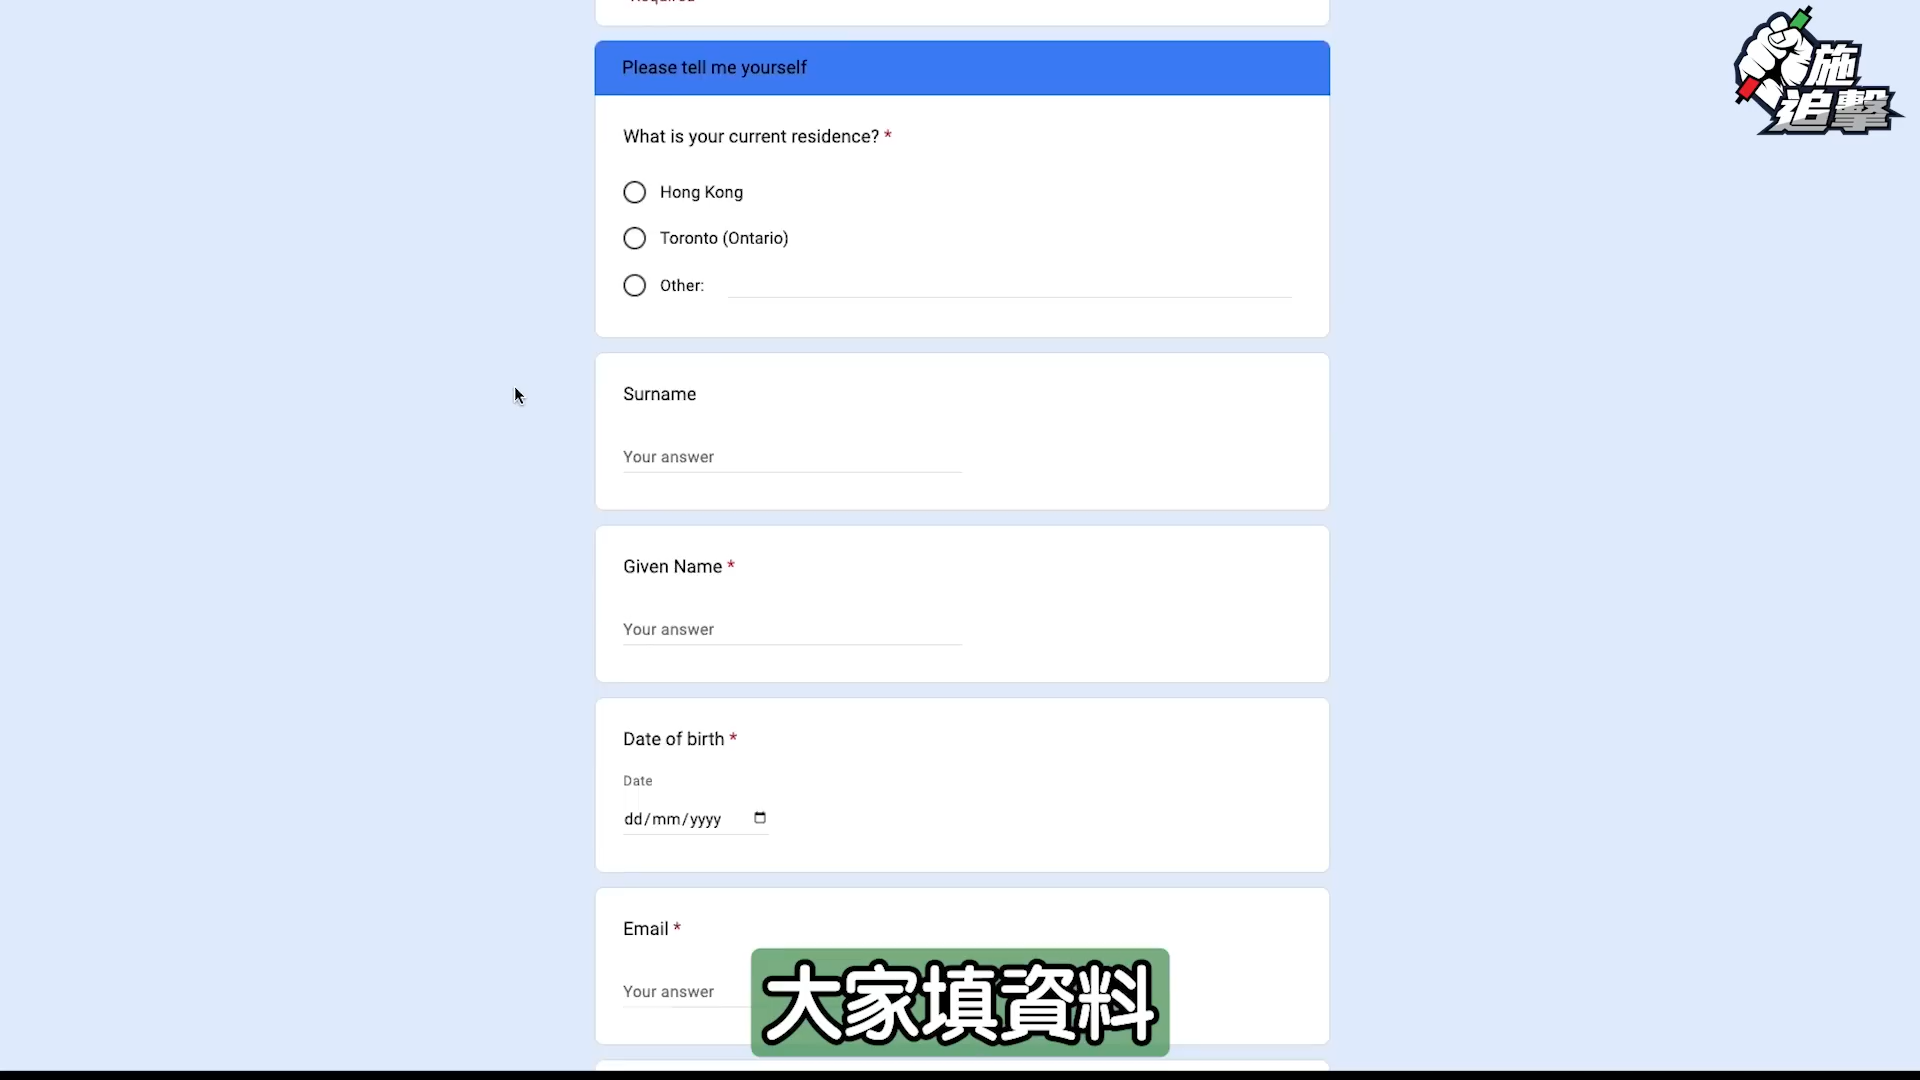 施
追擊
Please tell me yourself
What is your current residence? *
Hong Kong
Toronto (Ontario)
Other:
Surname
Your answer
Given Name *
Your answer
Date of birth *
Date
dd/mm/yyyy
Email *
Your answer
大家填資料